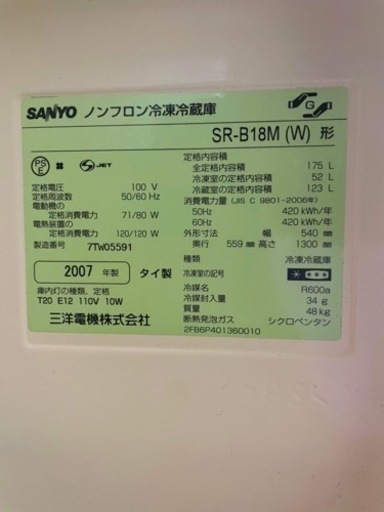 SANYO ノンフロン冷凍冷蔵庫
G
SR-B18M (W) 形
PS E JET
定格電圧 100 V
定格周波数 50/60 Hz
電動機の
定格消費電力 71/80 W
電熱装置の
定格消費電力 120/120 W
製造番号 7TW05591
2007 年製 タイ製
庫内灯の種類、定格
T20 E12 110V 10W
三洋電機株式会社
定格内容積
全定格内容積 175 L
冷凍室の定格内容積 52 L
冷蔵室の定格内容積 123 L
消費電力量 (JIS C 9801-2006年)
50Hz 420 kWh/年
60Hz 420 kWh/年
外形寸法 幅 540 mm
奥行 559 mm 高さ 1300 mm
種類 冷凍冷蔵庫
冷凍室の記号
冷媒名 R600a
冷媒封入量 34 g
質量 48kg
断熱発泡ガス シクロペンタン
2FB6P401360010